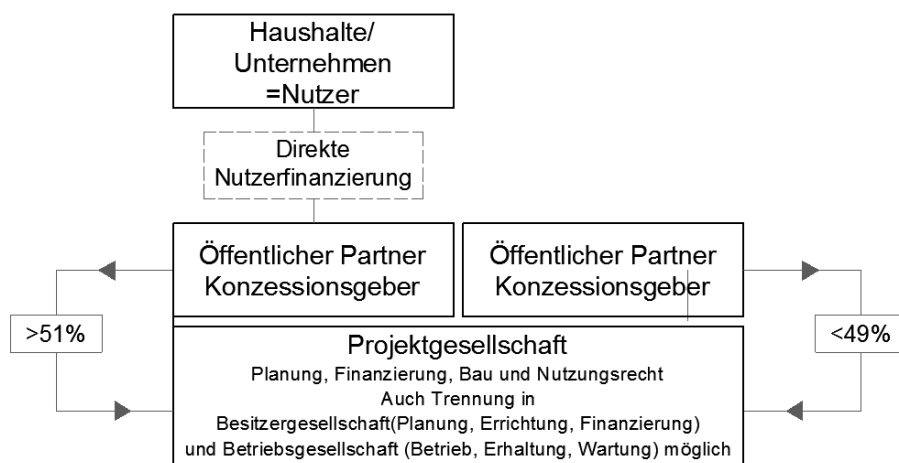 Haushalte/
Unternehmen
=Nutzer
Direkte
Nutzerfinanzierung
Öffentlicher Partner
Konzessionsgeber
Öffentlicher Partner
Konzessionsgeber
>51%
<49%
Projektgesellschaft
Planung, Finanzierung, Bau und Nutzungsrecht
Auch Trennung in
Besitzergesellschaft(Planung, Errichtung, Finanzierung)
und Betriebsgesellschaft (Betrieb, Erhaltung, Wartung) möglich